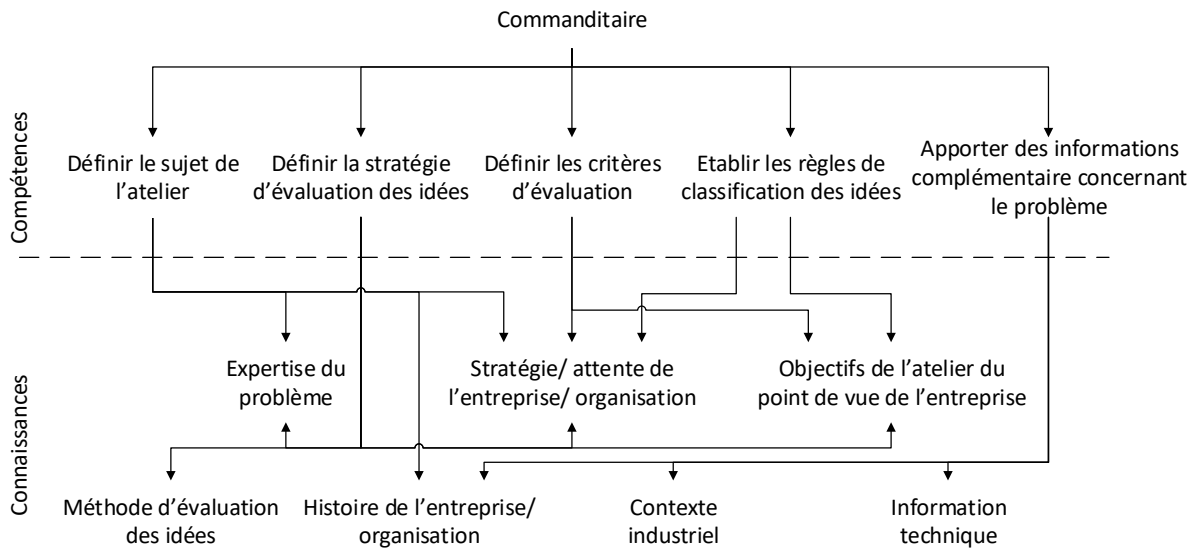 Commanditaire
Compétences
Définir le sujet de
l’atelier
Définir la stratégie
d’évaluation des idées
Définir les critères
d’évaluation
Etablir les règles de
classification des idées
Apporter des informations
complémentaire concernant
le problème
Connaissances
Expertise du
problème
Stratégie/ attente de
l’entreprise/ organisation
Objectifs de l’atelier du
point de vue de l’entreprise
Méthode d’évaluation
des idées
Histoire de l’entreprise/
organisation
Contexte
industriel
Information
technique